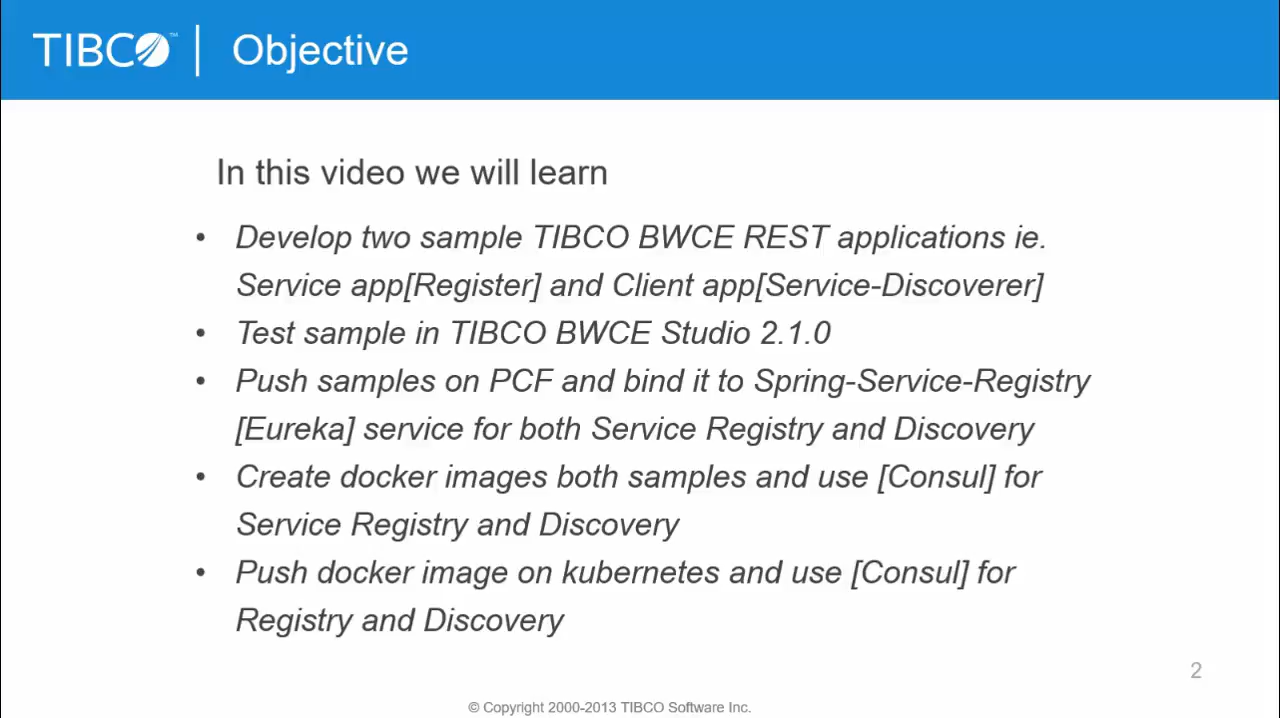 TIBCO™ | Objective
In this video we will learn
• Develop two sample TIBCO BWCE REST applications ie.
Service app[Register] and Client app[Service-Discoverer]
• Test sample in TIBCO BWCE Studio 2.1.0
• Push samples on PCF and bind it to Spring-Service-Registry
[Eureka] service for both Service Registry and Discovery
• Create docker images both samples and use [Consul] for
Service Registry and Discovery
• Push docker image on kubernetes and use [Consul] for
Registry and Discovery
2
© Copyright 2000-2013 TIBCO Software Inc.